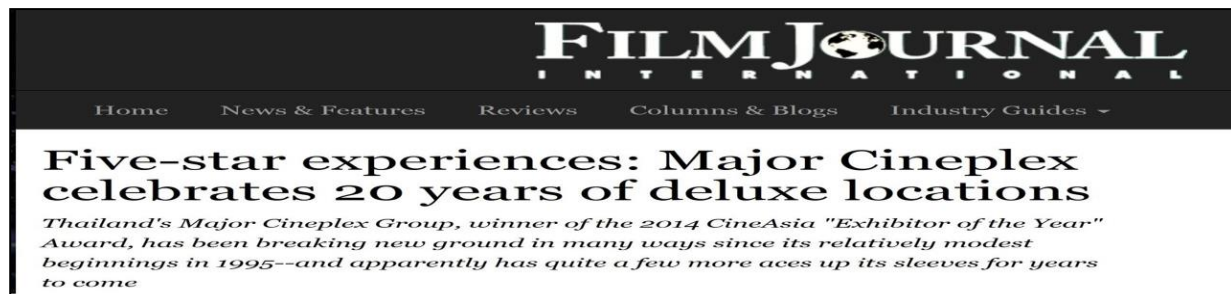 FILM JOURNAL
INTERNATIONAL
Home News & Features Reviews Columns & Blogs Industry Guides
Five-star experiences: Major Cineplex
celebrates 20 years of deluxe locations
Thailand's Major Cineplex Group, winner of the 2014 CineAsia "Exhibitor of the Year"
Award, has been breaking new ground in many ways since its relatively modest
beginnings in 1995--and apparently has quite a few more aces up its sleeves for years
to come